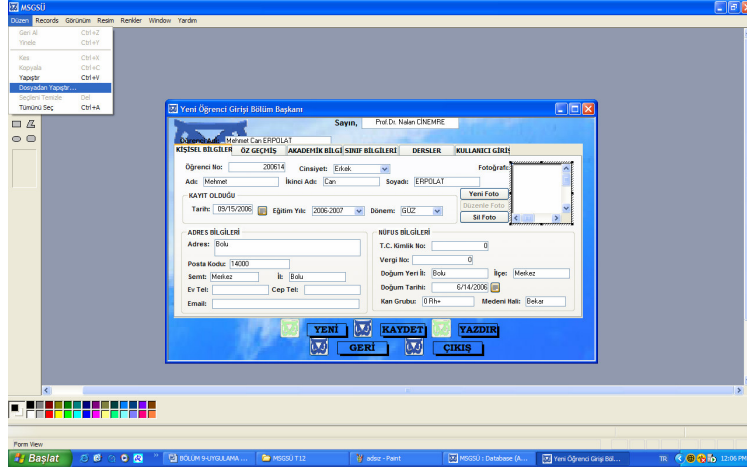 MSGSÜ
Düzen Records Görünüm Resim Renkler Window Yardım
Geri Al Ctrl+Z
Yinele Ctrl+Y
Kes Ctrl+X
Kopyala Ctrl+C
Yapıştır Ctrl+V
Dosyadan Yapıştır...
Seçileni Temizle Del
Tümünü Seç Ctrl+A
Yeni Öğrenci Girişi Bölüm Başkanı
Sayın, Prof.Dr. Nalan CİNEMRE
Öğrenci Adı: Mehmet Can ERPOLAT
KİŞİSEL BİLGİLER ÖZ GEÇMİŞ AKADEMİK BİLGİ SINIF BİLGİLERİ DERSLER KULLANICI GİRİŞ
Öğrenci No: 200614 Cinsiyet: Erkek Fotoğrafı:
Adı: Mehmet İkinci Adı: Can Soyadı: ERPOLAT
Yeni Foto
KAYIT OLDUĞU
Düzenle Foto
Tarih: 09/15/2006 Eğitim Yılı: 2006-2007 Dönem: GÜZ
Sil Foto
ADRES BİLGİLERİ
Adres: Bolu
Posta Kodu: 14000
Semt: Merkez İl: Bolu
Ev Tel: Cep Tel:
Email:
NÜFUS BİLGİLERİ
T.C. Kimlik No: 0
Vergi No: 0
Doğum Yeri İl: Bolu İlçe: Merkez
Doğum Tarihi: 6/14/2006
Kan Grubu: 0 Rh+ Medeni Hali: Bekar
YENİ KAYDET YAZDIR
GERİ ÇIKIŞ
Form View
Başlat BÖLÜM 9-UYGULAMA ... MSGSÜ T12 adsız - Paint MSGSÜ : Database (A... Yeni Öğrenci Girişi Böl... TR 12:06 PM